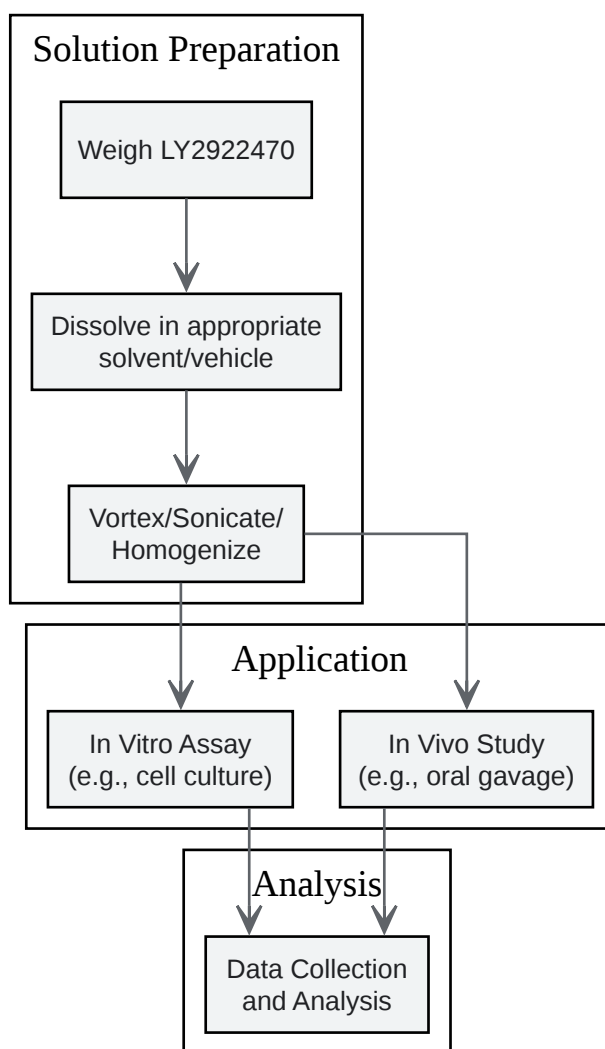 Solution Preparation
Weigh LY2922470
Dissolve in appropriate
solvent/vehicle
Vortex/Sonicate/
Homogenize
Application
In Vitro Assay
(e.g., cell culture)
In Vivo Study
(e.g., oral gavage)
Analysis
Data Collection
and Analysis